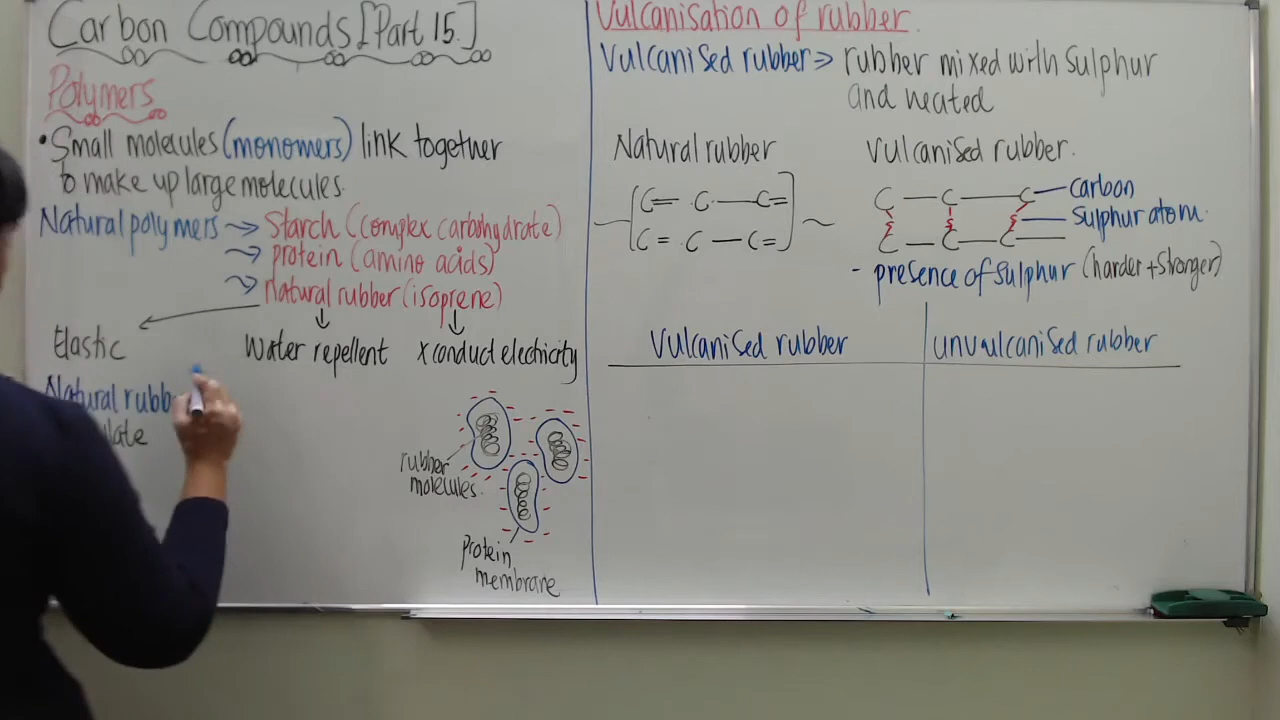 Carbon Compounds [Part 15.]
Polymers
• Small molecules (monomers) link together
to make up large molecules.
Natural polymers → Starch (complex carbohydrate)
→ protein (amino acids)
→ natural rubber (isoprene)
Elastic
Water repellent
x conduct electricity
Natural rubb
rubber
molecules.
protein
membrane
Vulcanisation of rubber.
Vulcanised rubber => rubber mixed with Sulphur
and heated
Natural rubber
C = C - C =
C = C - C =
Vulcanised rubber.
C - C - C
S S S
C - C - C
carbon
Sulphur atom.
- presence of Sulphur (harder + stronger)
Vulcanised rubber
unvulcanised rubber